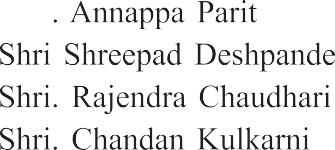 . Annappa Parit
Shri Shreepad Deshpande
Shri. Rajendra Chaudhari
Shri. Chandan Kulkarni